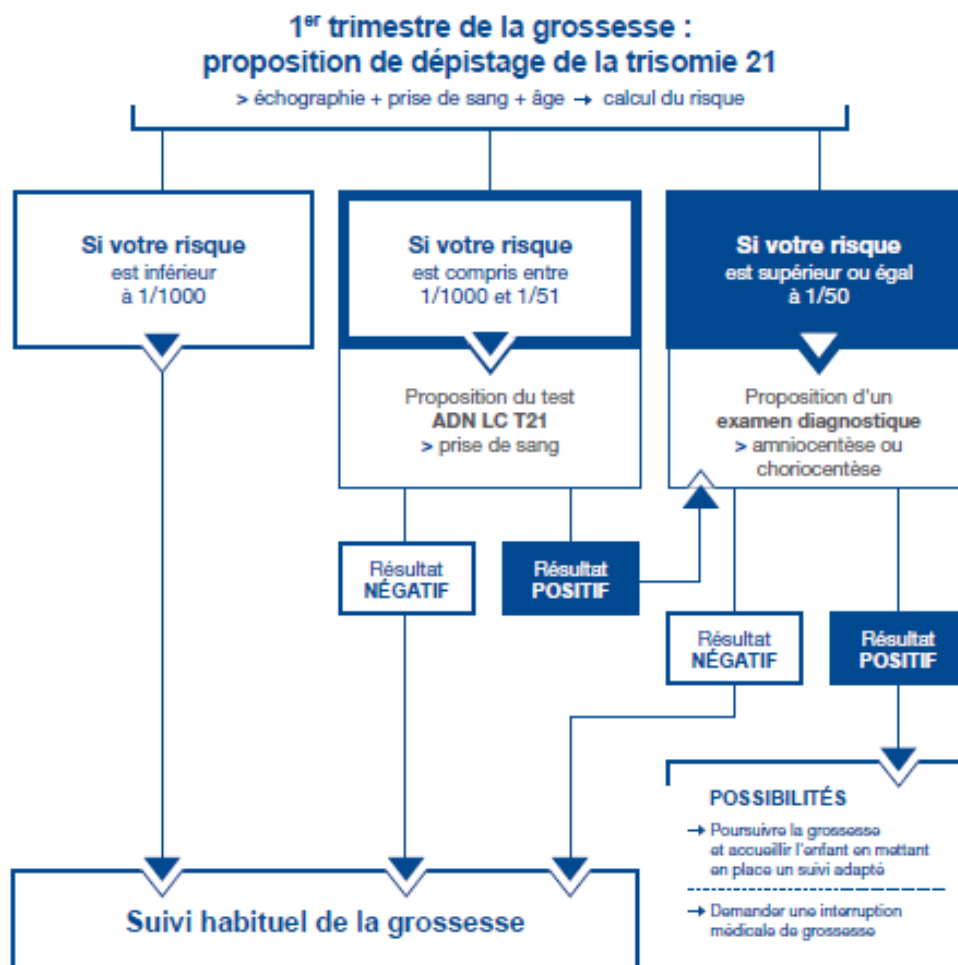 1er trimestre de la grossesse :
proposition de dépistage de la trisomie 21
> échographie + prise de sang + âge → calcul du risque
Si votre risque
est inférieur
à 1/1000
Si votre risque
est compris entre
1/1000 et 1/51
Si votre risque
est supérieur ou égal
à 1/50
Proposition du test
ADN LC T21
> prise de sang
Proposition d'un
examen diagnostique
> amniocentèse ou
choriocentèse
Résultat
NÉGATIF
Résultat
POSITIF
Résultat
NÉGATIF
Résultat
POSITIF
POSSIBILITÉS
→ Poursuivre la grossesse
et accueillir l'enfant en mettant
en place un suivi adapté
→ Demander une interruption
médicale de grossesse
Suivi habituel de la grossesse